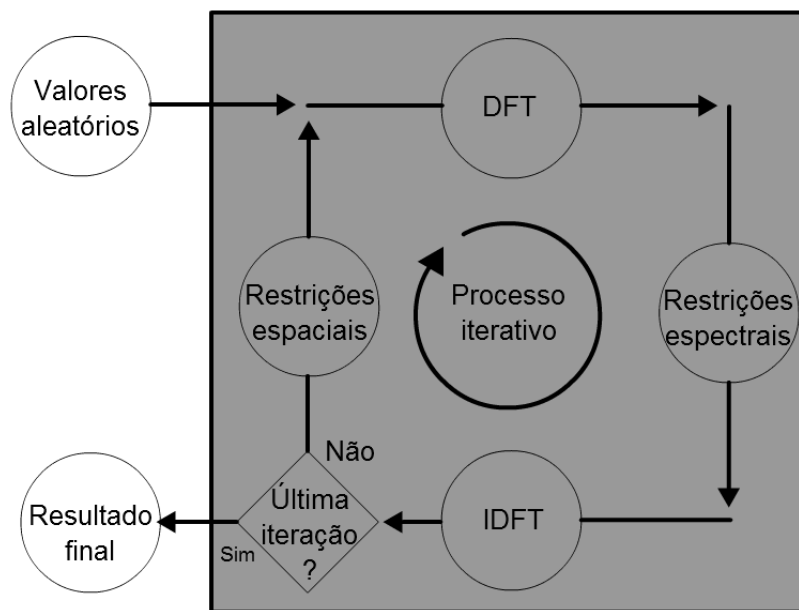 Valores
aleatórios
DFT
Restrições
espaciais
Processo
iterativo
Restrições
espectrais
Não
Última
iteração
?
Sim
IDFT
Resultado
final